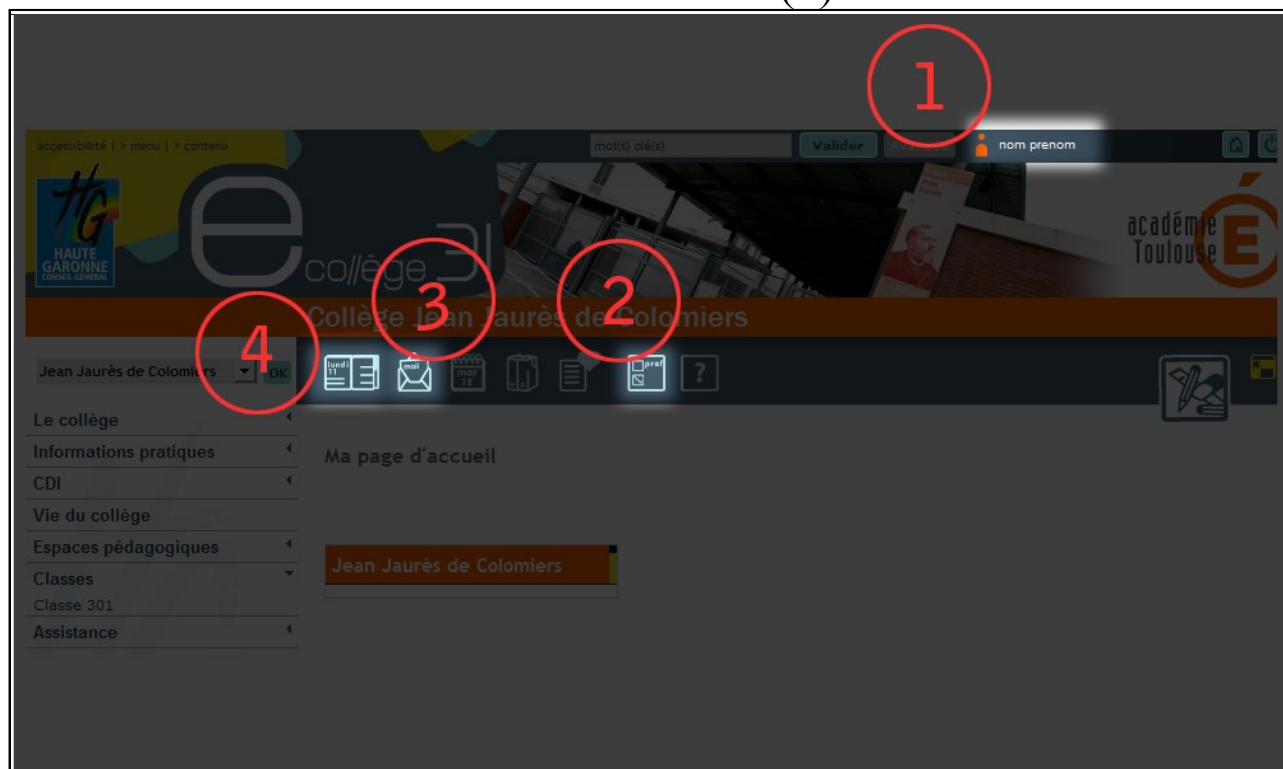 ( )
1
accessibilité | > menu | > contenu
mot(s) clé(s)
Valider
nom prenom
HG
HAUTE
GARONNE
CONSEIL GENERAL
e
collège 31
académie
Toulouse
É
Collège Jean Jaurès de Colomiers
3
2
4
Jean Jaurès de Colomiers
OK
lundi
11
mail
mar
12
pref
?
Le collège
Informations pratiques
CDI
Vie du collège
Espaces pédagogiques
Classes
Classe 301
Assistance
Ma page d'accueil
Jean Jaurès de Colomiers